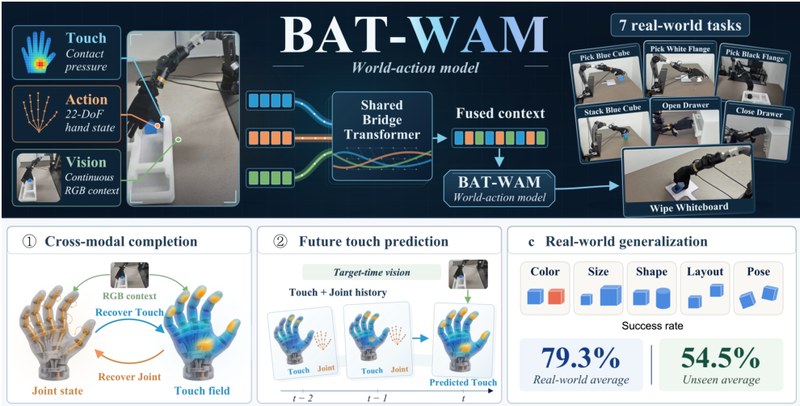 BAT-WAM
World-action model
Touch
Contact
pressure
Action
22-DoF
hand state
Vision
Continuous
RGB context
Shared
Bridge
Transformer
Fused context
BAT-WAM
World-action model
7 real-world tasks
Pick Blue Cube
Pick White Flange
Pick Black Flange
Stack Blue Cube
Open Drawer
Close Drawer
Wipe Whiteboard
① Cross-modal completion
RGB context
Recover Touch
Recover Joint
Joint state
Touch field
② Future touch prediction
Target-time vision
Touch + Joint history
Touch Joint
Touch Joint
Predicted Touch
t − 2
t − 1
t
c Real-world generalization
Color
Size
Shape
Layout
Pose
Success rate
79.3%
Real-world average
54.5%
Unseen average